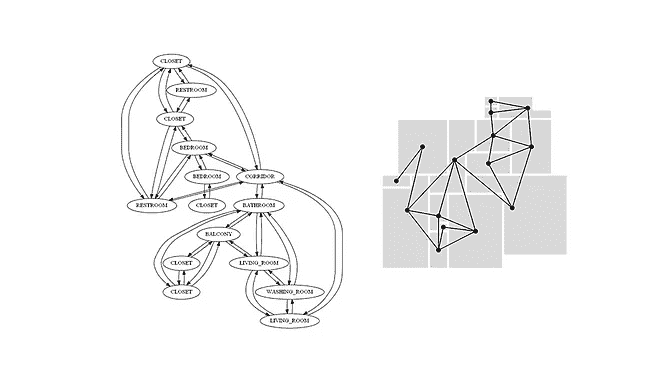 CLOSET
RESTROOM
CLOSET
BEDROOM
BEDROOM
CORRIDOR
RESTROOM
CLOSET
BATHROOM
BALCONY
CLOSET
LIVING_ROOM
CLOSET
WASHING_ROOM
LIVING_ROOM